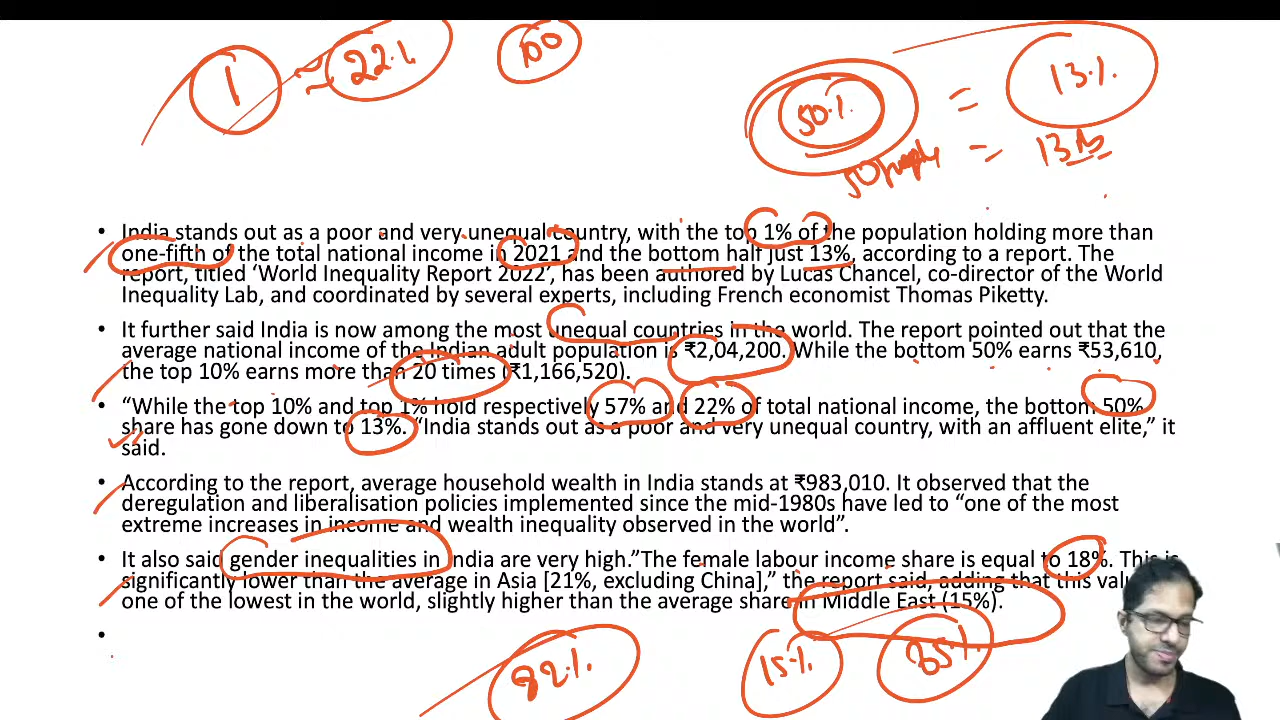 1 ≈ 22% 100
50% = 13%
50 people = 13 Rs
• India stands out as a poor and very unequal country, with the top 1% of the population holding more than
one-fifth of the total national income in 2021 and the bottom half just 13%, according to a report. The
report, titled ‘World Inequality Report 2022’, has been authored by Lucas Chancel, co-director of the World
Inequality Lab, and coordinated by several experts, including French economist Thomas Piketty.
• It further said India is now among the most unequal countries in the world. The report pointed out that the
average national income of the Indian adult population is ₹2,04,200. While the bottom 50% earns ₹53,610,
the top 10% earns more than 20 times (₹1,166,520).
• “While the top 10% and top 1% hold respectively 57% and 22% of total national income, the bottom 50%
share has gone down to 13%. “India stands out as a poor and very unequal country, with an affluent elite,” it
said.
• According to the report, average household wealth in India stands at ₹983,010. It observed that the
deregulation and liberalisation policies implemented since the mid-1980s have led to “one of the most
extreme increases in income and wealth inequality observed in the world”.
• It also said gender inequalities in India are very high.”The female labour income share is equal to 18%. This is
significantly lower than the average in Asia [21%, excluding China],” the report said, adding that this
one of the lowest in the world, slightly higher than the average share in Middle East (15%).
•
82% 15% 85%